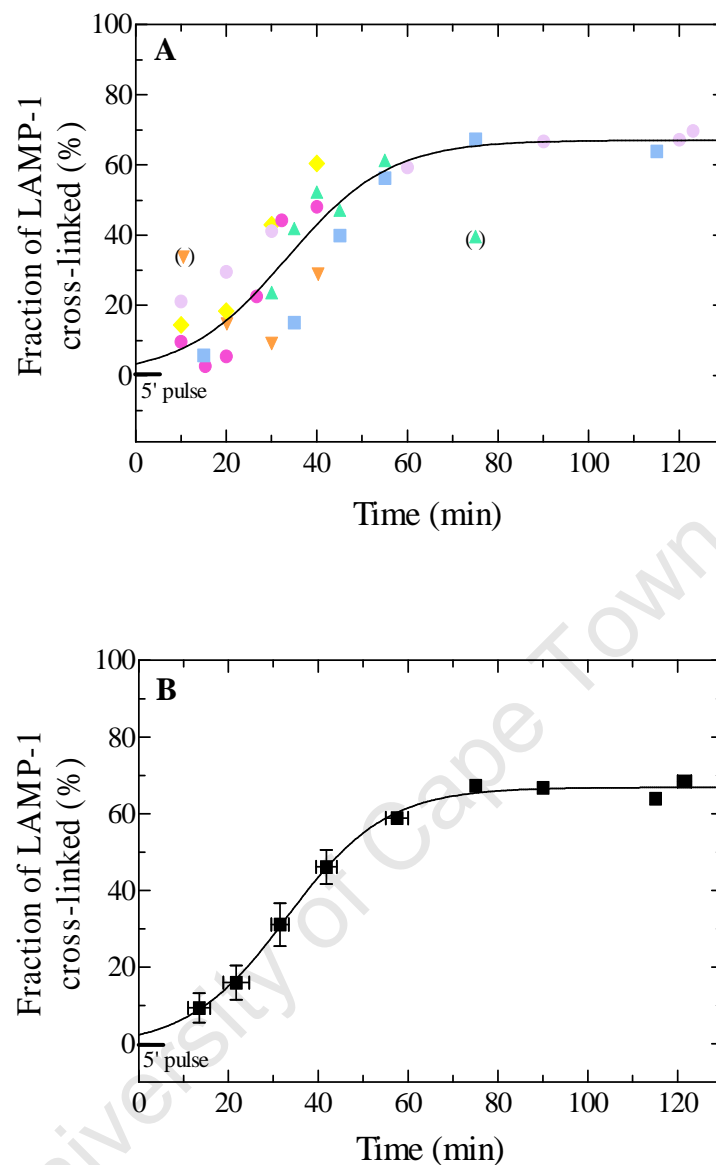 A
100
80
60
40
20
0
Fraction of LAMP-1
cross-linked (%)
( )
( )
5' pulse
0 20 40 60 80 100 120
Time (min)
B
100
80
60
40
20
0
Fraction of LAMP-1
cross-linked (%)
5' pulse
0 20 40 60 80 100 120
Time (min)
niversity of Cape Town